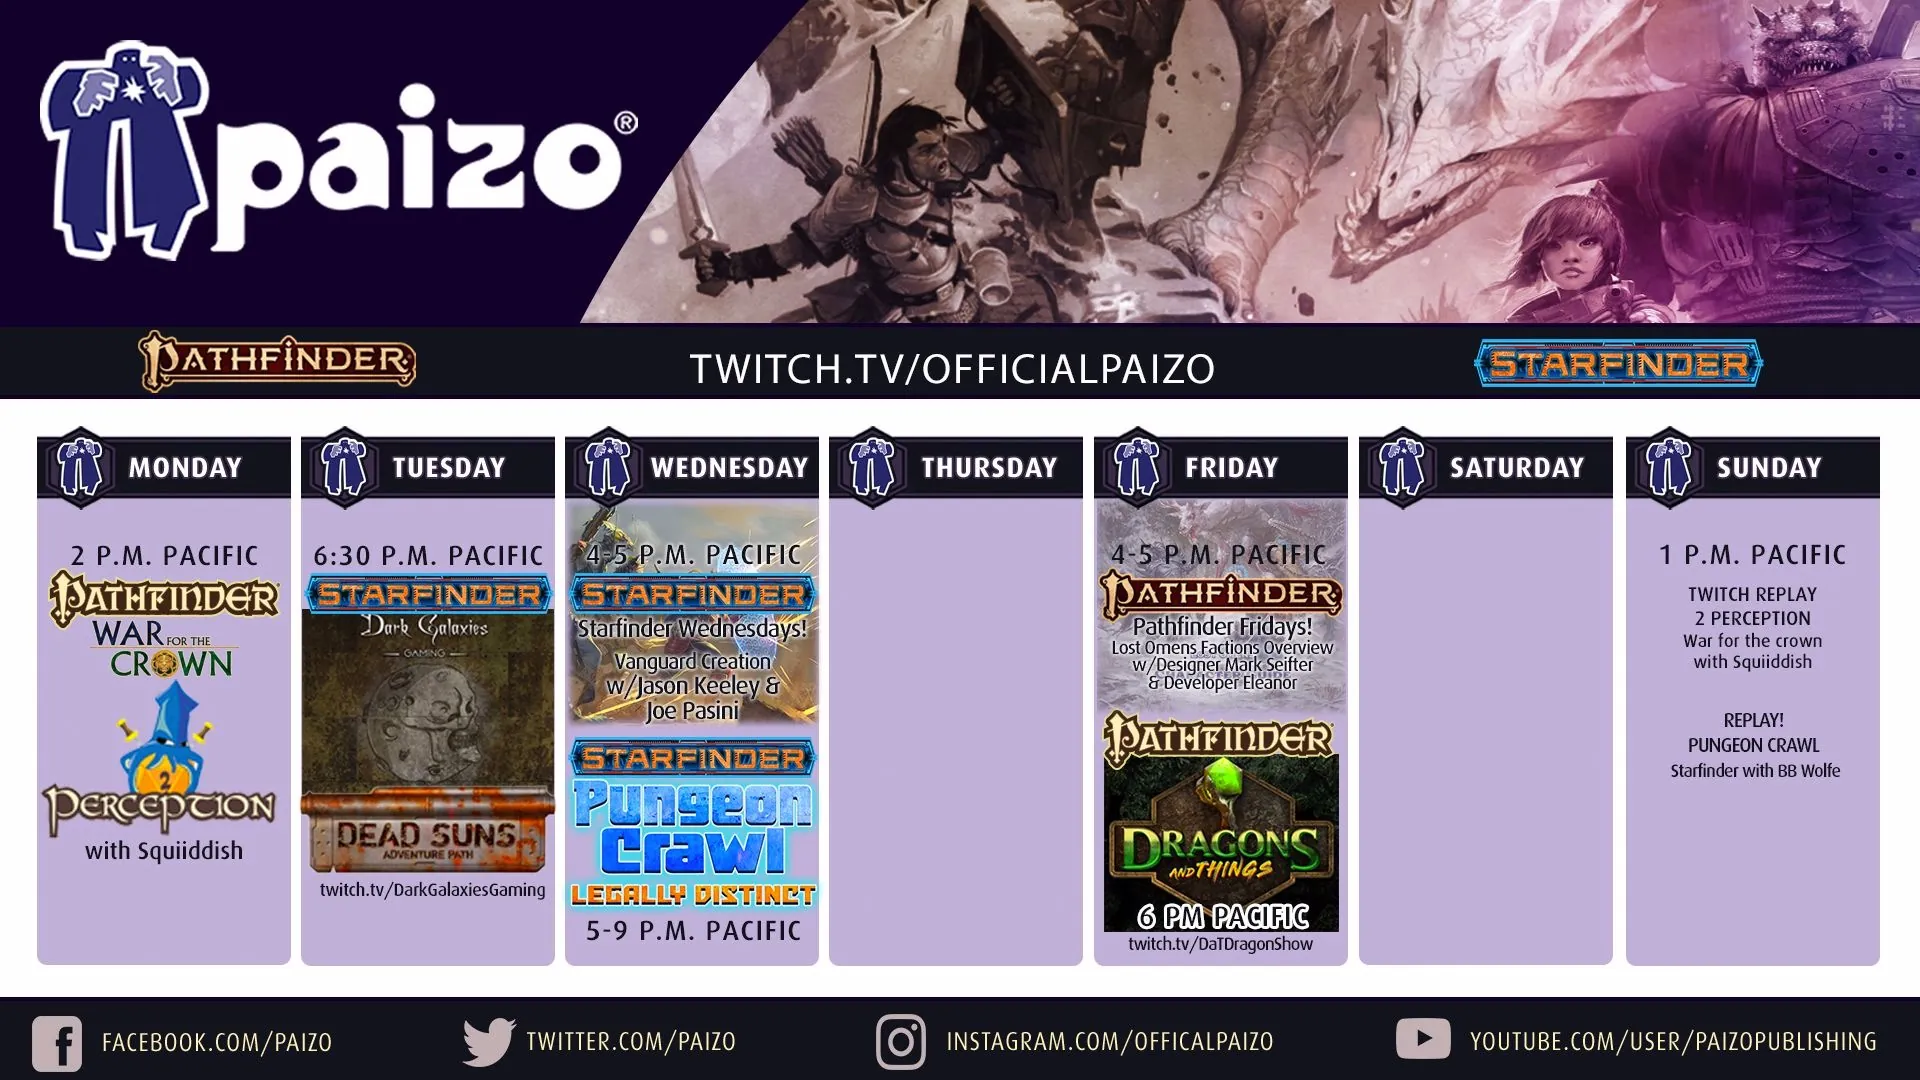 paizo®
PATHFINDER
TWITCH.TV/OFFICIALPAIZO
STARFINDER
MONDAY
2 P.M. PACIFIC
PATHFINDER
WAR FOR THE
CROWN
2
PERCEPTION
with Squiiddish
TUESDAY
6:30 P.M. PACIFIC
STARFINDER
Dark Galaxies
GAMING
DEAD SUNS
ADVENTURE PATH
twitch.tv/DarkGalaxiesGaming
WEDNESDAY
4-5 P.M. PACIFIC
STARFINDER
Starfinder Wednesdays!
Vanguard Creation
w/Jason Keeley &
Joe Pasini
STARFINDER
Pungeon
Crawl
LEGALLY DISTINCT
5-9 P.M. PACIFIC
THURSDAY
FRIDAY
4-5 P.M. PACIFIC
PATHFINDER
Pathfinder Fridays!
Lost Omens Factions Overview
w/Designer Mark Seifter
& Developer Eleanor
PATHFINDER
DRAGONS
AND THINGS
6 PM PACIFIC
twitch.tv/DaTDragonShow
SATURDAY
SUNDAY
1 P.M. PACIFIC
TWITCH REPLAY
2 PERCEPTION
War for the crown
with Squiiddish
REPLAY!
PUNGEON CRAWL
Starfinder with BB Wolfe
FACEBOOK.COM/PAIZO
TWITTER.COM/PAIZO
INSTAGRAM.COM/OFFICALPAIZO
YOUTUBE.COM/USER/PAIZOPUBLISHING